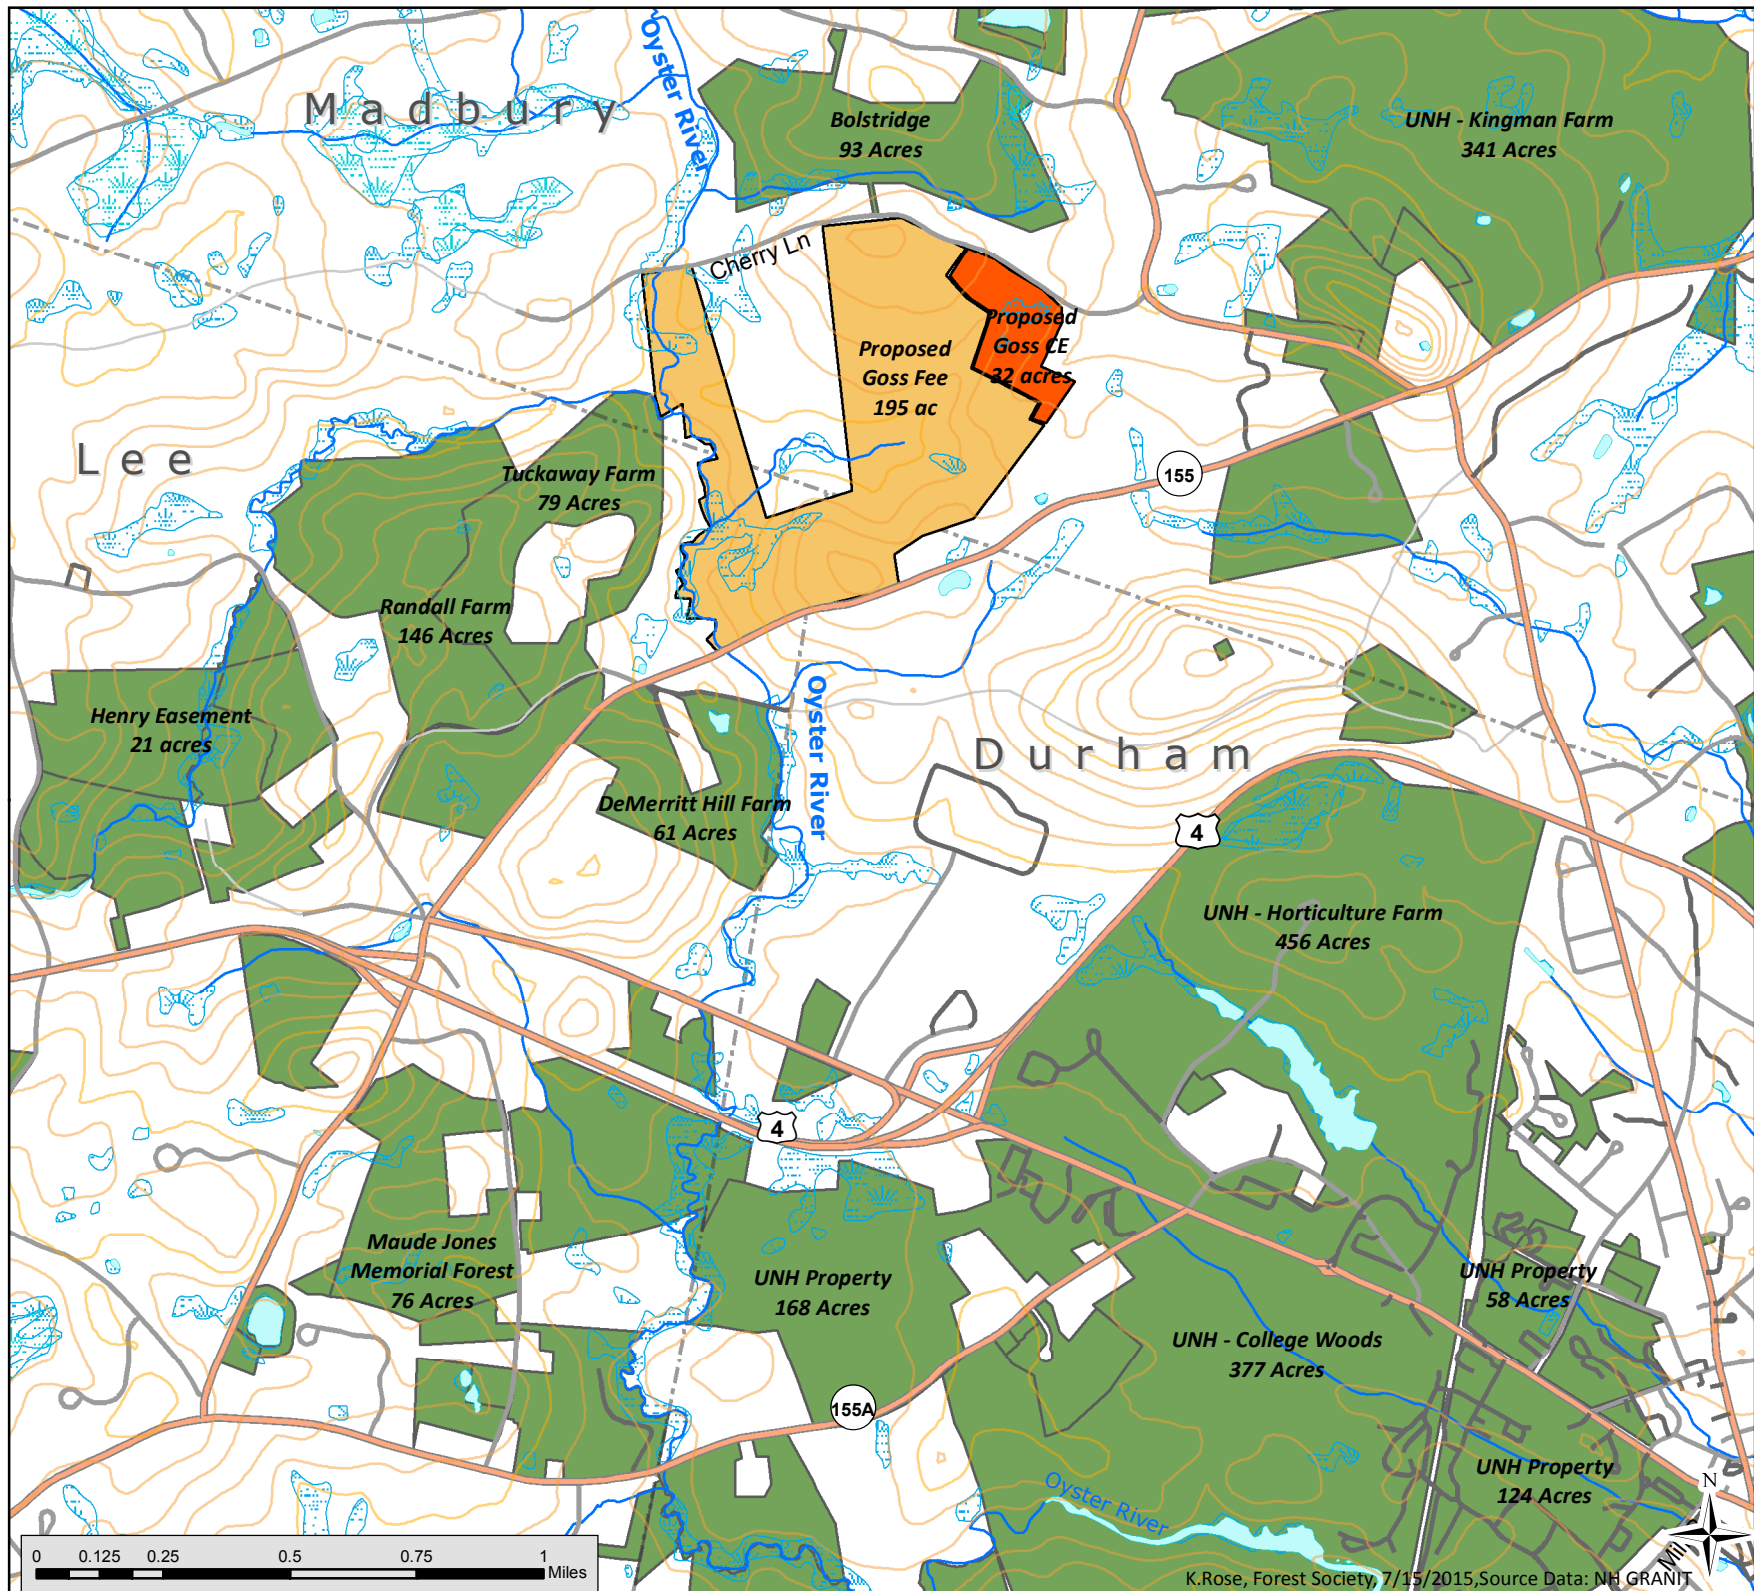 Oyster River
Madbury
Bolstridge
93 Acres
UNH - Kingman Farm
341 Acres
Cherry Ln
Proposed
Goss CE
32 acres
Proposed
Goss Fee
195 ac
Lee
Tuckaway Farm
79 Acres
155
Randall Farm
146 Acres
Henry Easement
21 acres
Oyster River
Durham
DeMerritt Hill Farm
61 Acres
4
UNH - Horticulture Farm
456 Acres
4
Maude Jones
Memorial Forest
76 Acres
UNH Property
168 Acres
UNH Property
58 Acres
UNH - College Woods
377 Acres
155A
UNH Property
124 Acres
Oyster River
N
0 0.125 0.25 0.5 0.75 1
Miles
K.Rose, Forest Society, 7/15/2015,Source Data: NH GRANIT